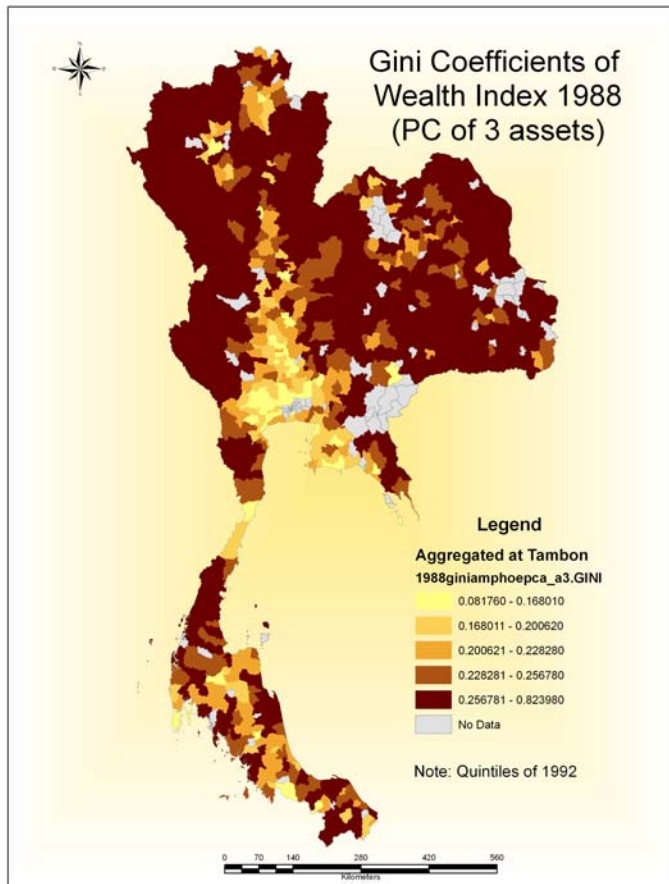 Gini Coefficients of
Wealth Index 1988
(PC of 3 assets)
N
Legend
Aggregated at Tambon
1988giniamphoepca_a3.GINI
0.081760 - 0.168010
0.168011 - 0.200620
0.200621 - 0.228280
0.228281 - 0.256780
0.256781 - 0.823980
No Data
Note: Quintiles of 1992
0 70 140 280 420 560
Kilometers